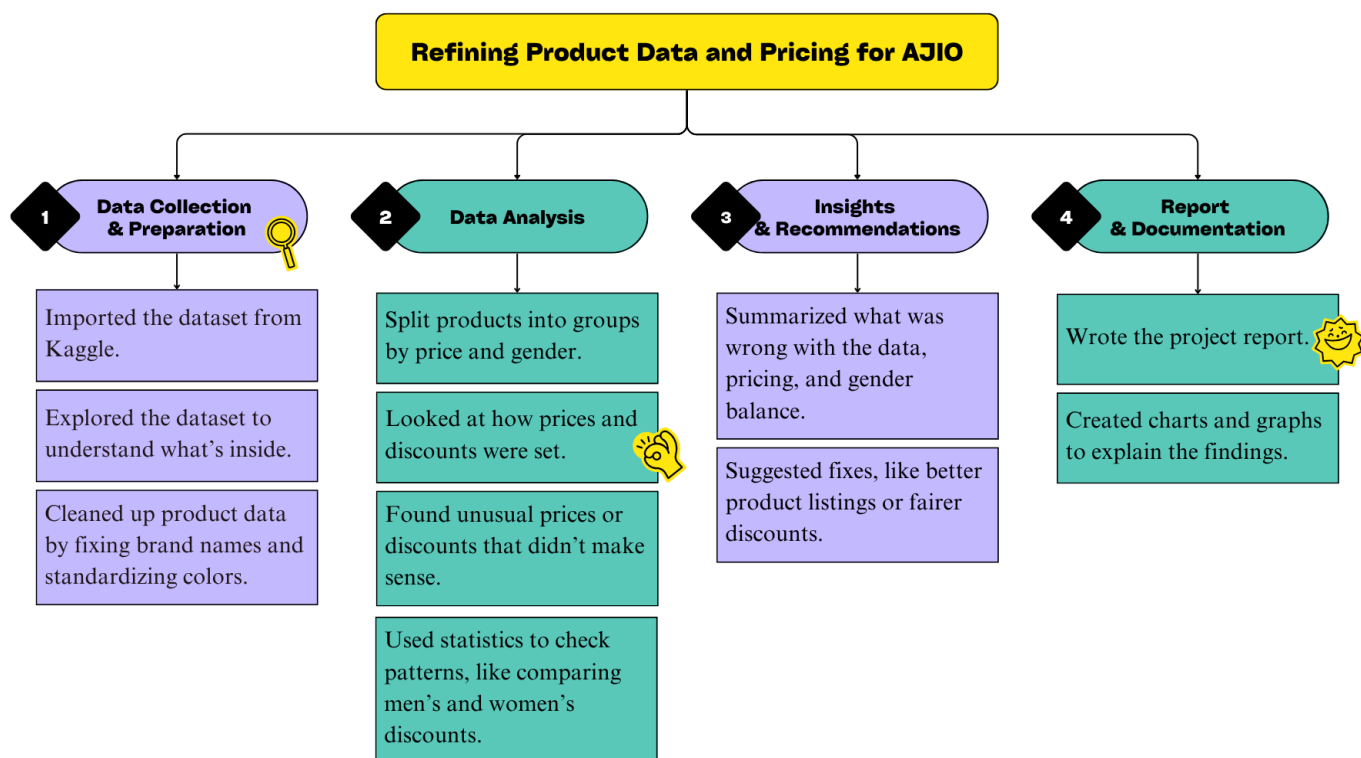 Refining Product Data and Pricing for AJIO
1
Data Collection
& Preparation
Imported the dataset from
Kaggle.
Explored the dataset to
understand what’s inside.
Cleaned up product data
by fixing brand names and
standardizing colors.
2
Data Analysis
Split products into groups
by price and gender.
Looked at how prices and
discounts were set.
Found unusual prices or
discounts that didn’t make
sense.
Used statistics to check
patterns, like comparing
men’s and women’s
discounts.
3
Insights
& Recommendations
Summarized what was
wrong with the data,
pricing, and gender
balance.
Suggested fixes, like better
product listings or fairer
discounts.
4
Report
& Documentation
Wrote the project report.
Created charts and graphs
to explain the findings.